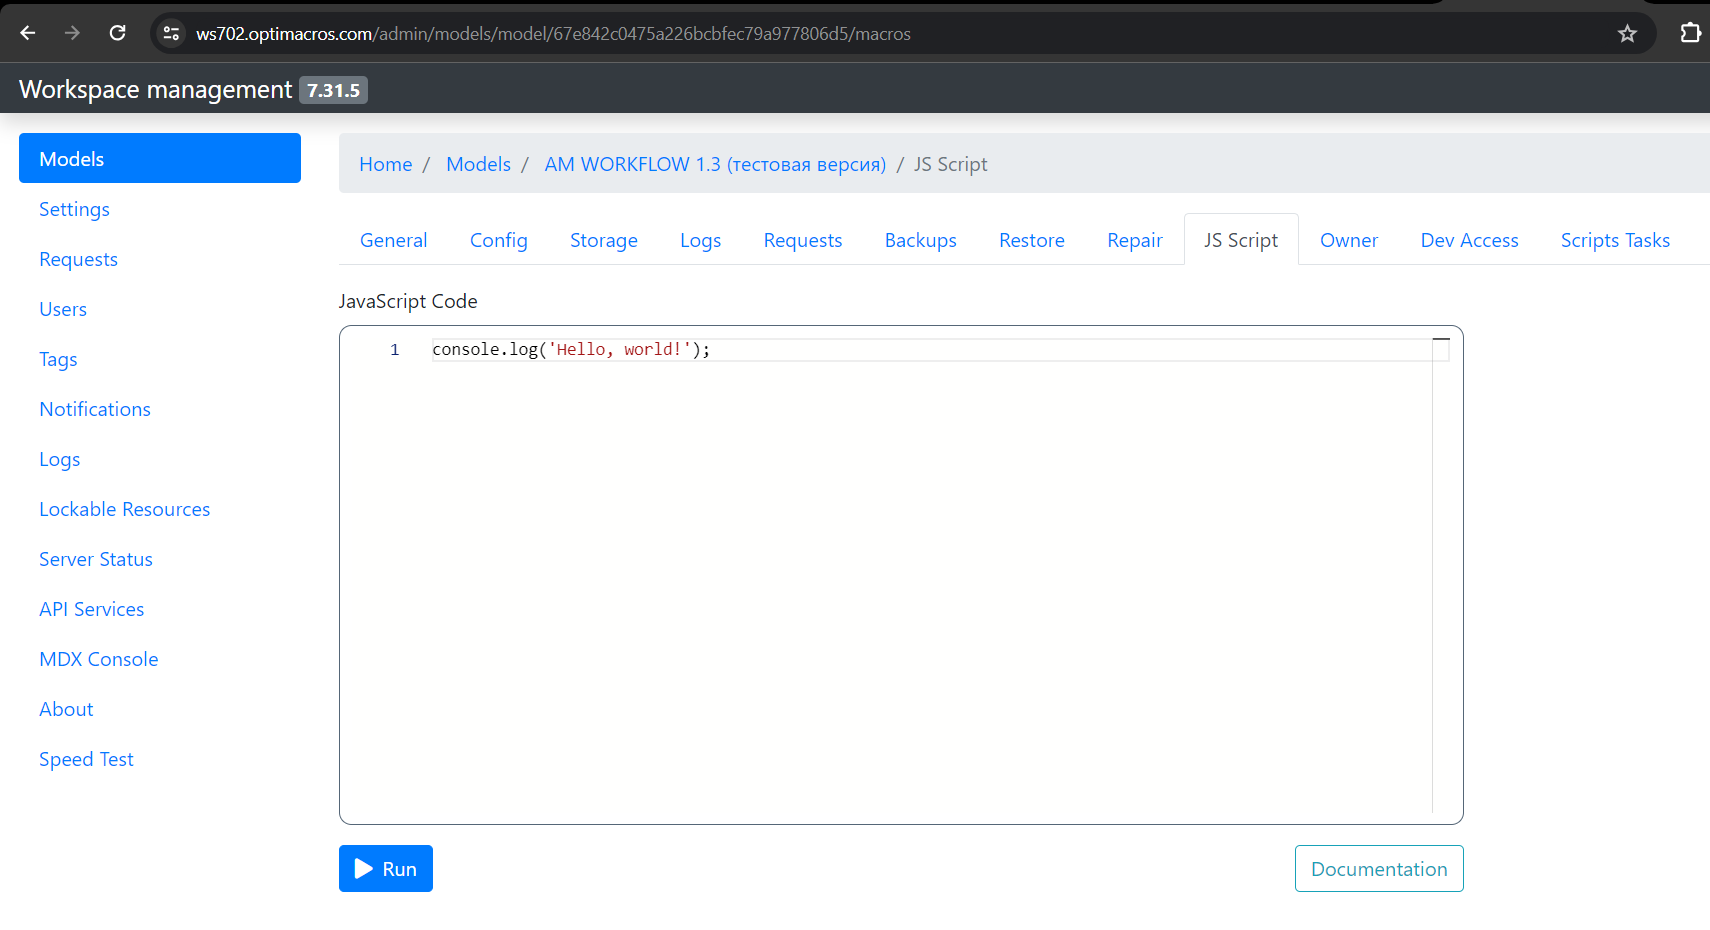 ws702.optimacros.com/admin/models/model/67e842c0475a226bcbfec79a977806d5/macros
Workspace management 7.31.5
Models
Settings
Requests
Users
Tags
Notifications
Logs
Lockable Resources
Server Status
API Services
MDX Console
About
Speed Test
Home / Models / AM WORKFLOW 1.3 (тестовая версия) / JS Script
General Config Storage Logs Requests Backups Restore Repair JS Script Owner Dev Access Scripts Tasks
JavaScript Code
1 console.log('Hello, world!');
Run
Documentation